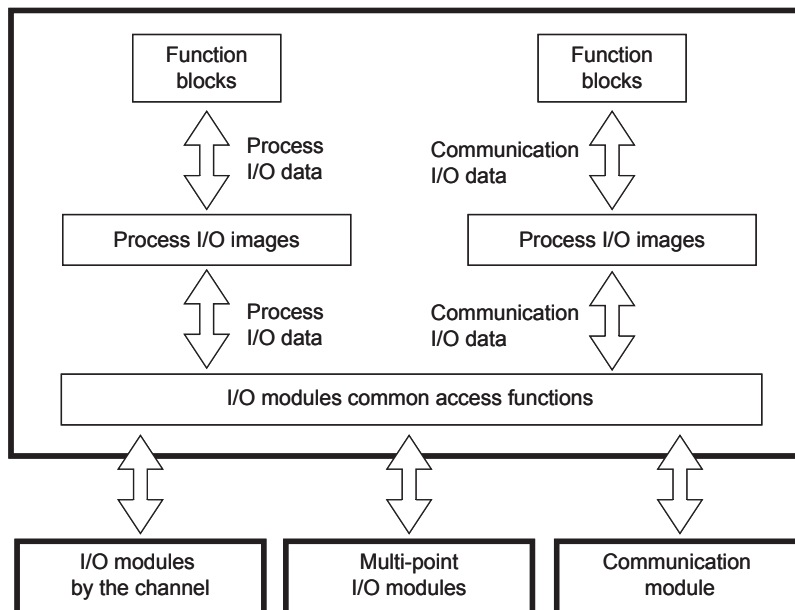 Function
blocks
Function
blocks
Process
I/O data
Communication
I/O data
Process I/O images
Process I/O images
Process
I/O data
Communication
I/O data
I/O modules common access functions
I/O modules
by the channel
Multi-point
I/O modules
Communication
module